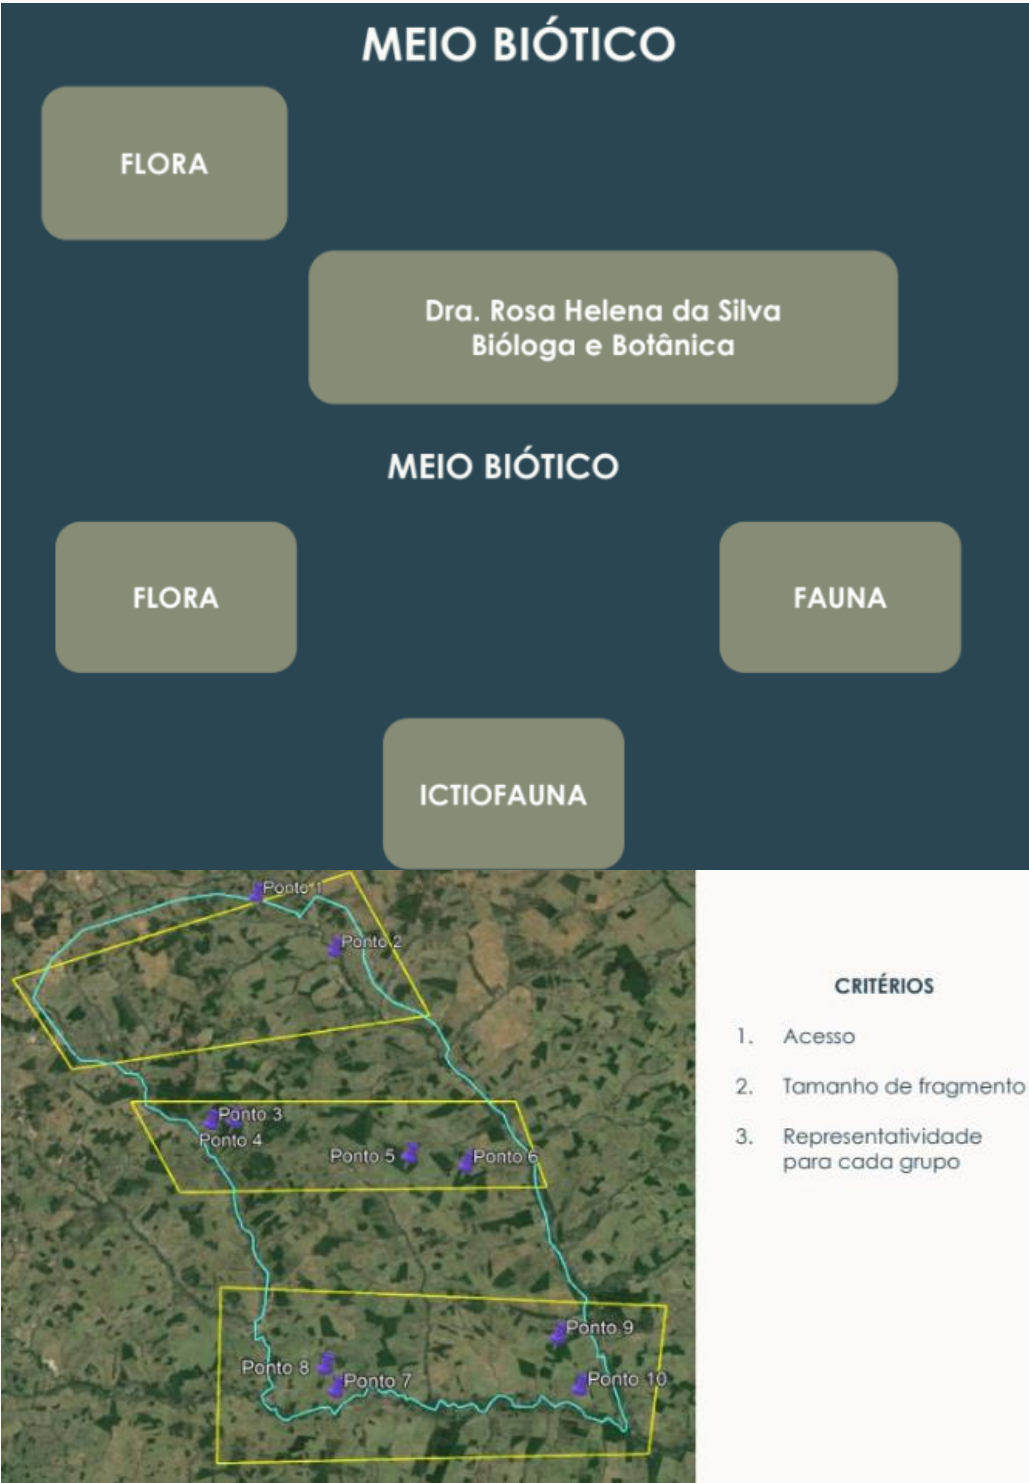 MEIO BIÓTICO
FLORA
Dra. Rosa Helena da Silva
Bióloga e Botânica
MEIO BIÓTICO
FLORA
FAUNA
ICTIOFAUNA
Ponto 1
Ponto 2
Ponto 3
Ponto 4
Ponto 5
Ponto 6
Ponto 9
Ponto 8
Ponto 7
Ponto 10
CRITÉRIOS
1. Acesso
2. Tamanho de fragmento
3. Representatividade
para cada grupo